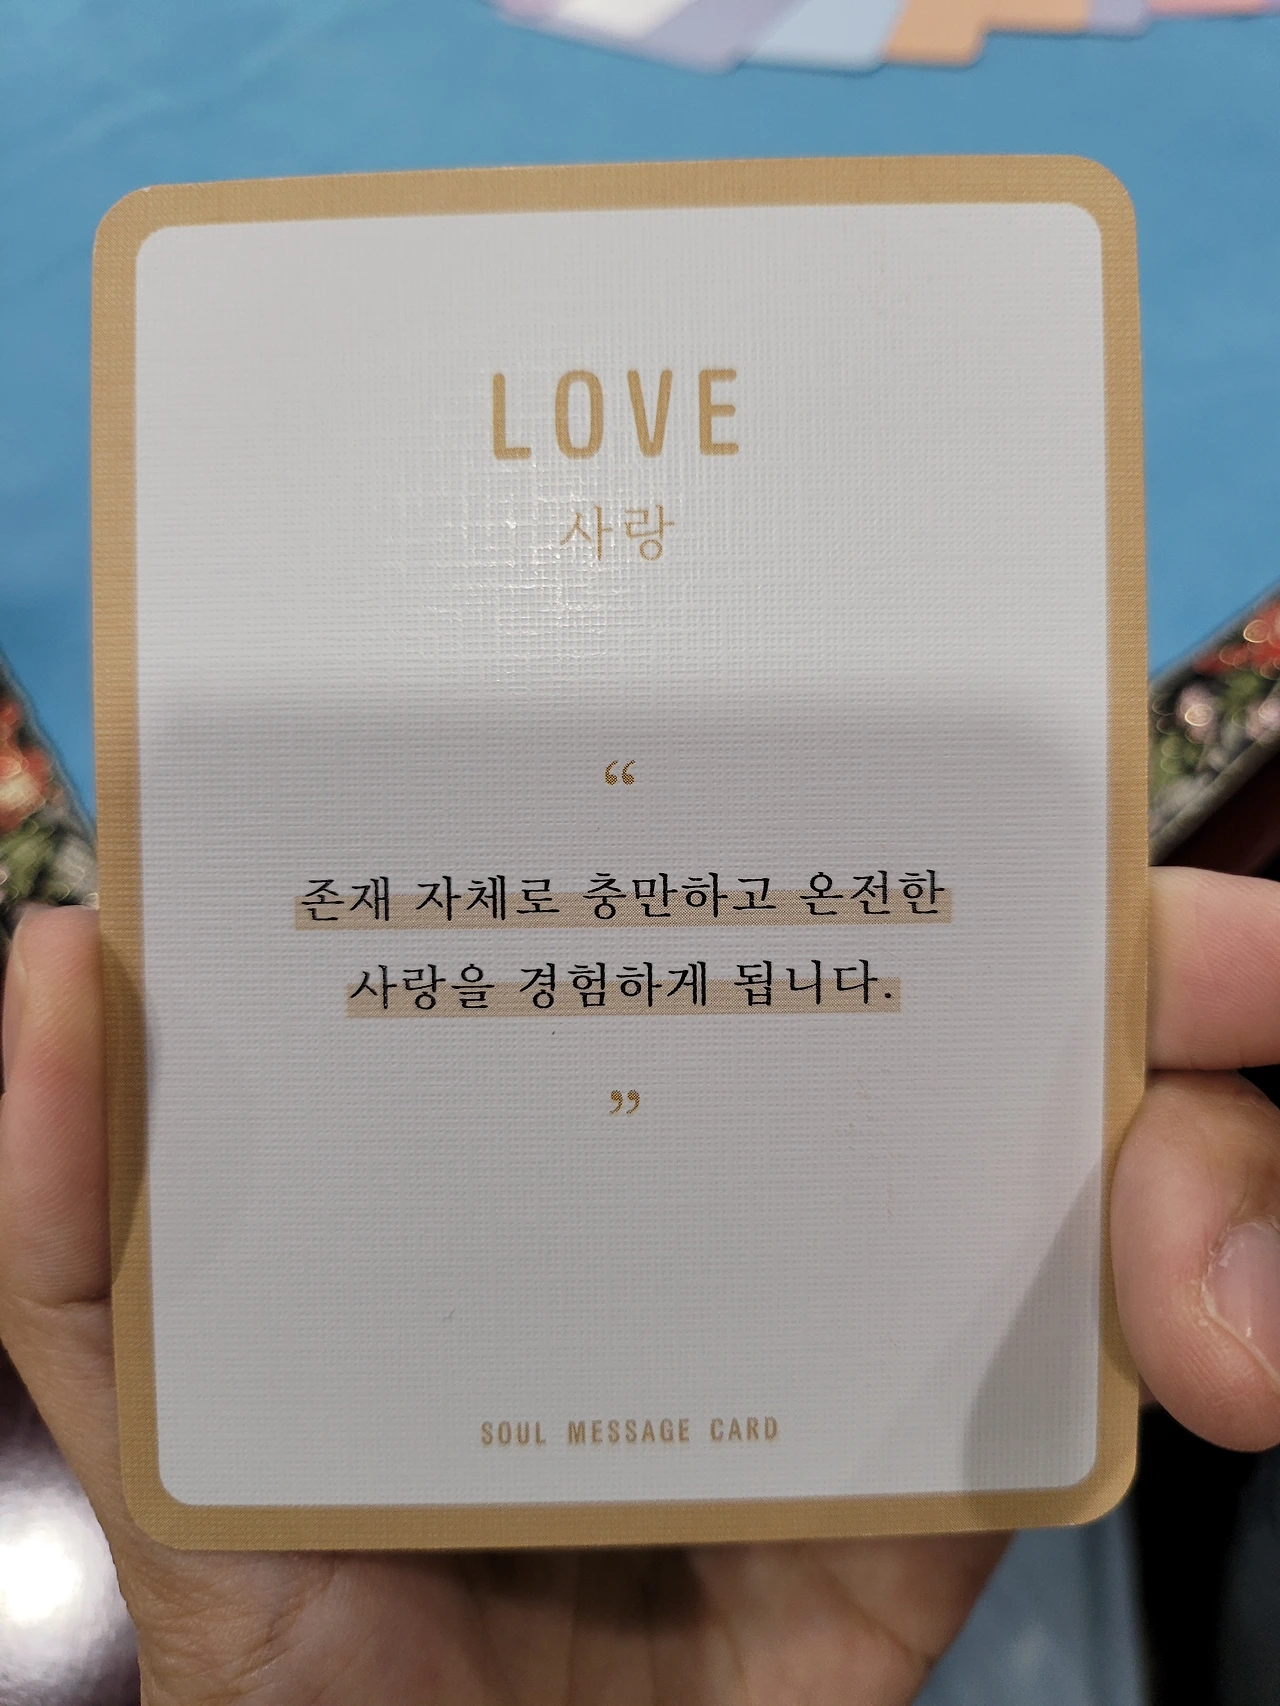 LOVE
사랑
“
존재 자체로 충만하고 온전한
사랑을 경험하게 됩니다.
”
SOUL MESSAGE CARD